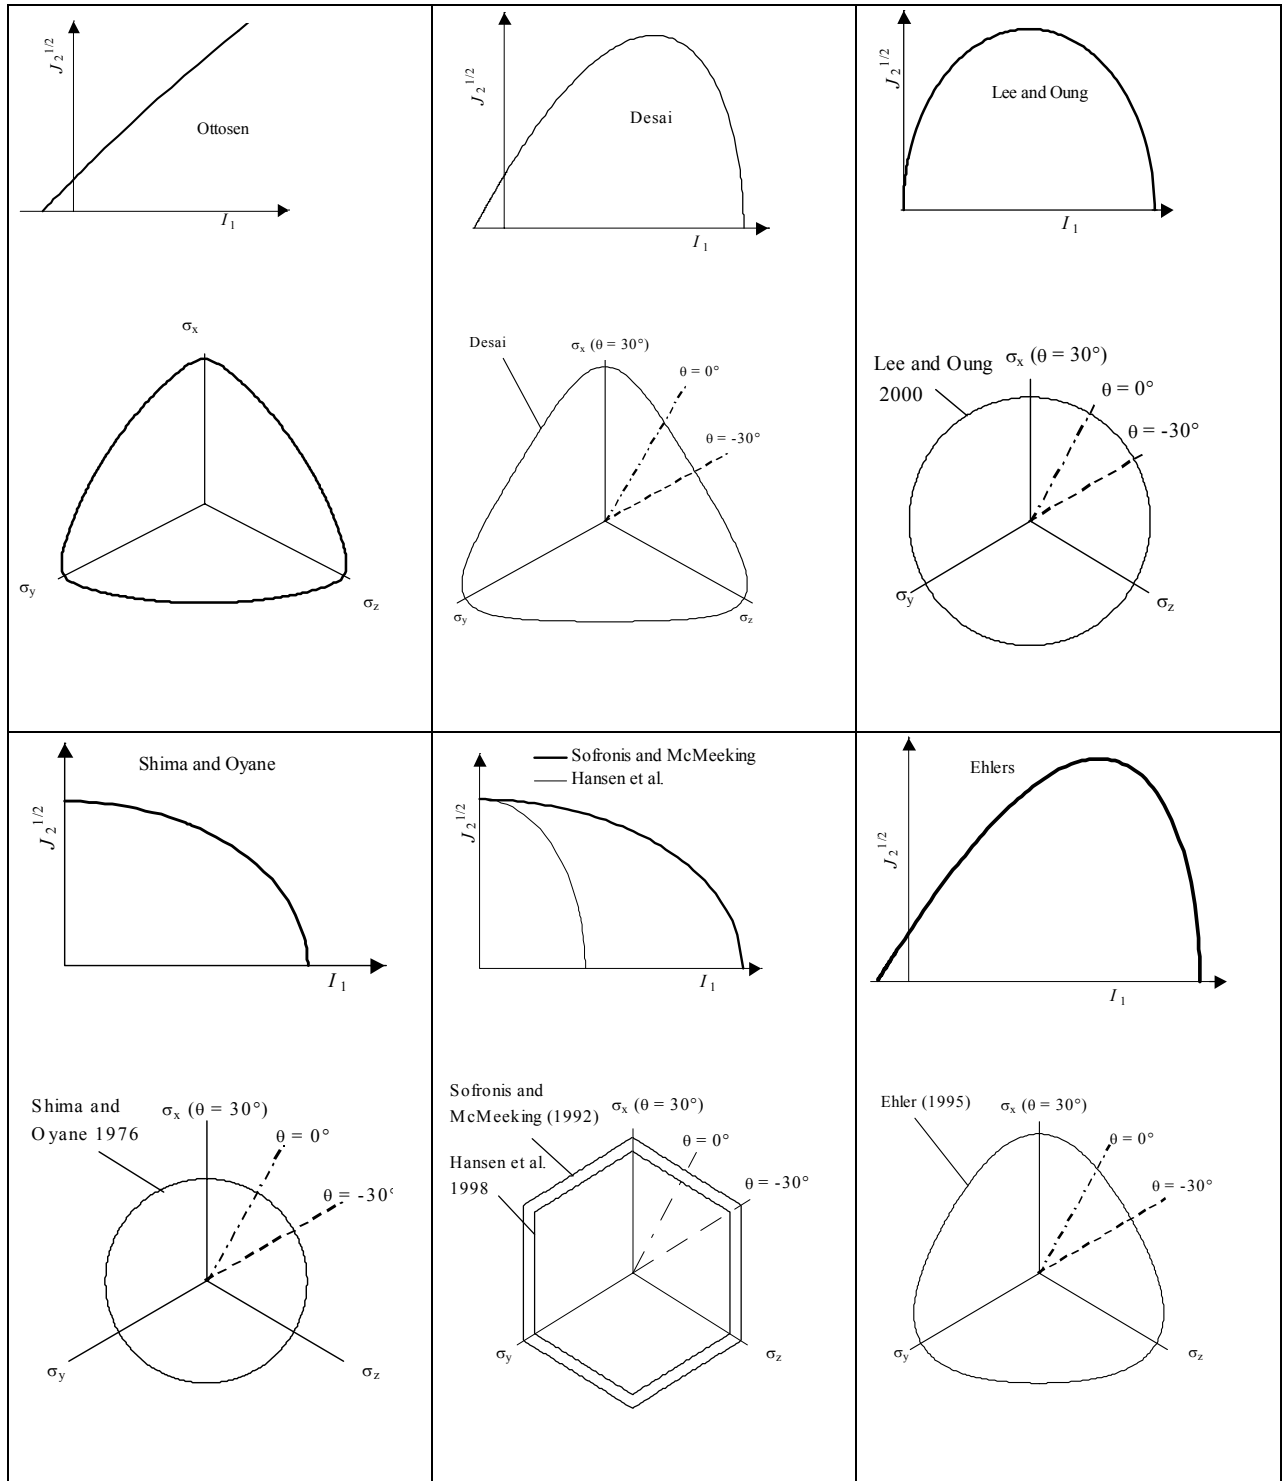 J₂^1/2
Ottosen
I₁
σx
σy
σz
J₂^1/2
Desai
I₁
Desai
σx (θ = 30°)
θ = 0°
θ = -30°
σy
σz
J₂^1/2
Lee and Oung
I₁
Lee and Oung
2000
σx (θ = 30°)
θ = 0°
θ = -30°
σy
σz
Shima and Oyane
J₂^1/2
I₁
Shima and
Oyane 1976
σx (θ = 30°)
θ = 0°
θ = -30°
σy
σz
Sofronis and McMeeking
Hansen et al.
J₂^1/2
I₁
Sofronis and
McMeeking (1992)
σx (θ = 30°)
θ = 0°
Hansen et al.
1998
θ = -30°
σy
σz
Ehlers
J₂^1/2
I₁
Ehler (1995)
σx (θ = 30°)
θ = 0°
θ = -30°
σy
σz